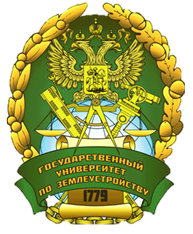 ГОСУДАРСТВЕННЫЙ
УНИВЕРСИТЕТ
ПО ЗЕМЛЕУСТРОЙСТВУ
1779